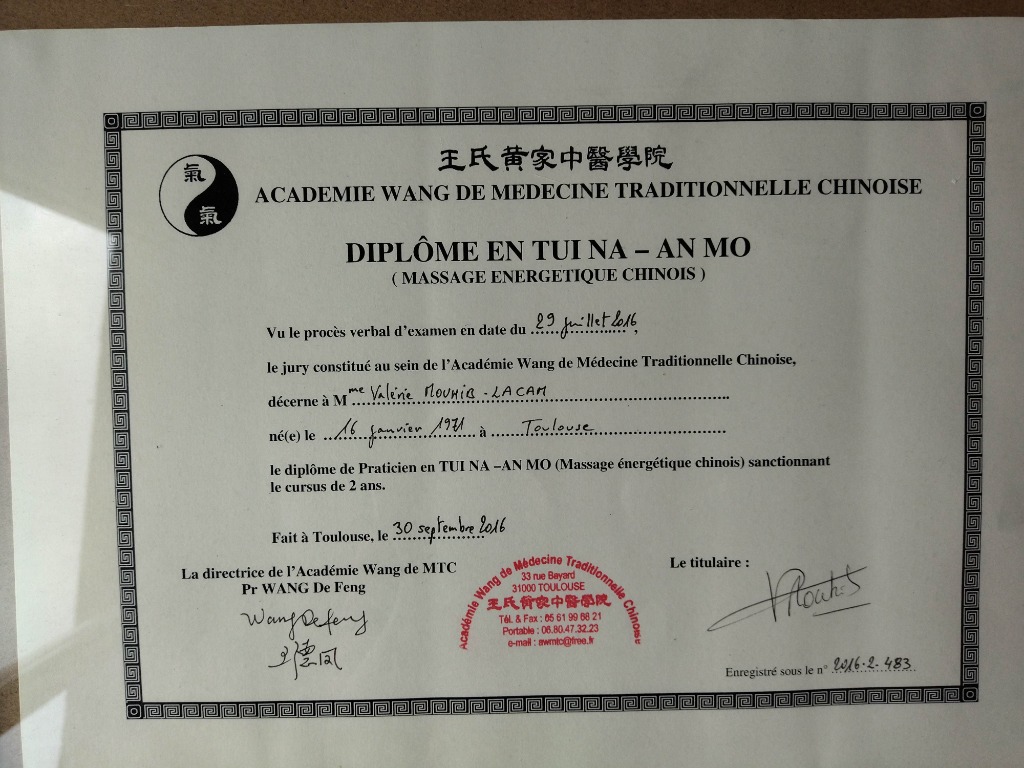 氣
氣
王氏黄家中醫學院
ACADEMIE WANG DE MEDECINE TRADITIONNELLE CHINOISE
DIPLÔME EN TUI NA – AN MO
( MASSAGE ENERGETIQUE CHINOIS )
Vu le procès verbal d'examen en date du 29 juillet 2016,
le jury constitué au sein de l'Académie Wang de Médecine Traditionnelle Chinoise,
décerne à Mme Valérie MOUHIB - LACAM
né(e) le 16 janvier 1971 à Toulouse
le diplôme de Praticien en TUI NA –AN MO (Massage énergétique chinois) sanctionnant
le cursus de 2 ans.
Fait à Toulouse, le 30 septembre 2016
La directrice de l'Académie Wang de MTC
Pr WANG De Feng
Wang Defeng
Académie Wang de Médecine Traditionnelle Chinoise
33 rue Bayard
31000 TOULOUSE
王氏黄家中醫學院
Tél. & Fax : 05 61 99 68 21
Portable : 06.80.47.32.23
e-mail : awmtc@free.fr
Le titulaire :
Enregistré sous le n° 2016-2-483